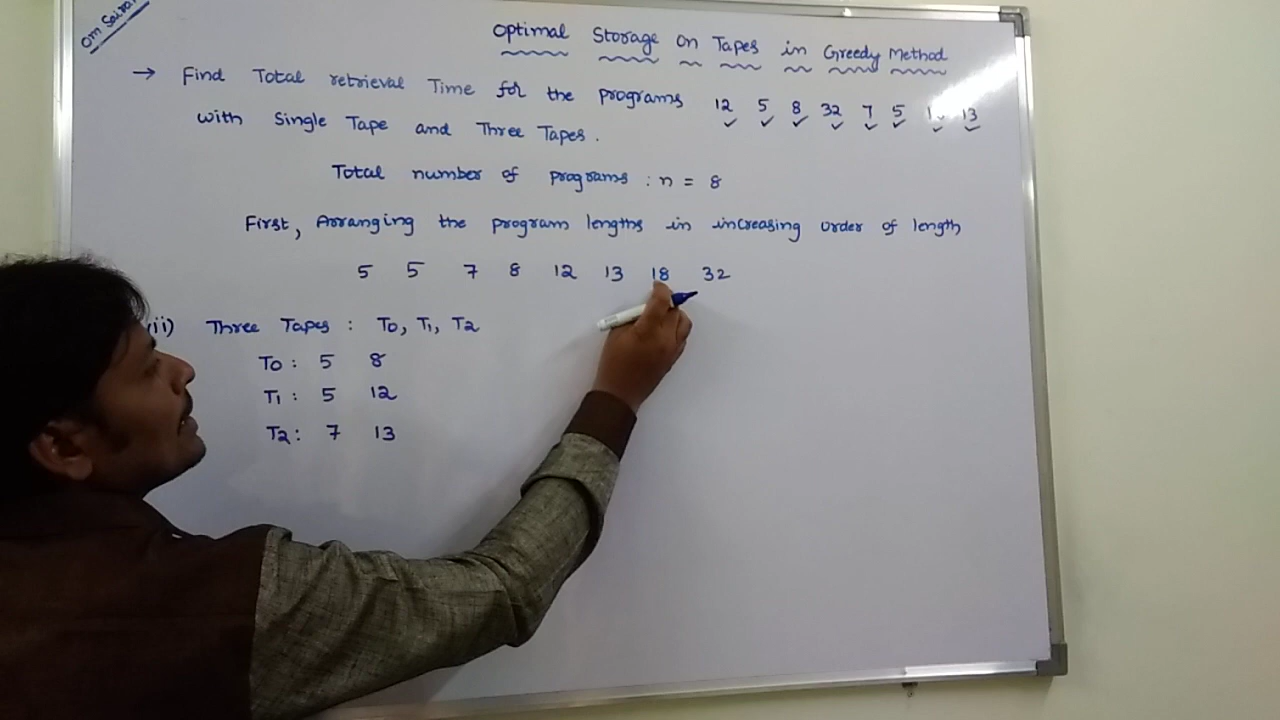 Om Sairam
Optimal Storage on Tapes in Greedy Method
→ Find Total retrieval Time for the programs 12 5 8 32 7 5 13
with Single Tape and Three Tapes.
Total number of programs : n = 8
First, Arranging the program lengths in increasing order of length
5 5 7 8 12 13 18 32
ii) Three Tapes : T0, T1, T2
T0 : 5 8
T1 : 5 12
T2 : 7 13